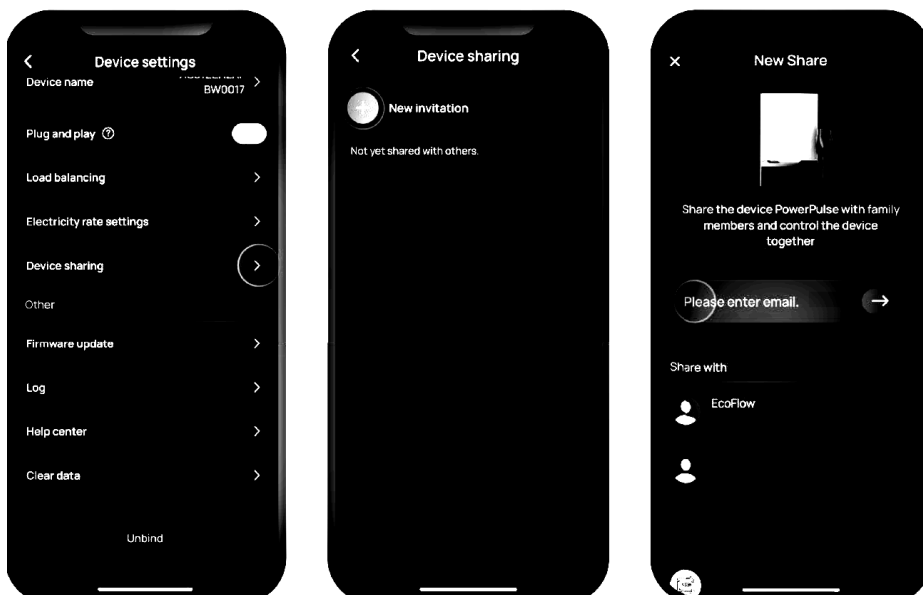 Device settings
Device name
BW0017
Plug and play
Load balancing
Electricity rate settings
Device sharing
Other
Firmware update
Log
Help center
Clear data
Unbind
Device sharing
New invitation
Not yet shared with others.
New Share
Share the device PowerPulse with family
members and control the device
together
Please enter email.
Share with
EcoFlow